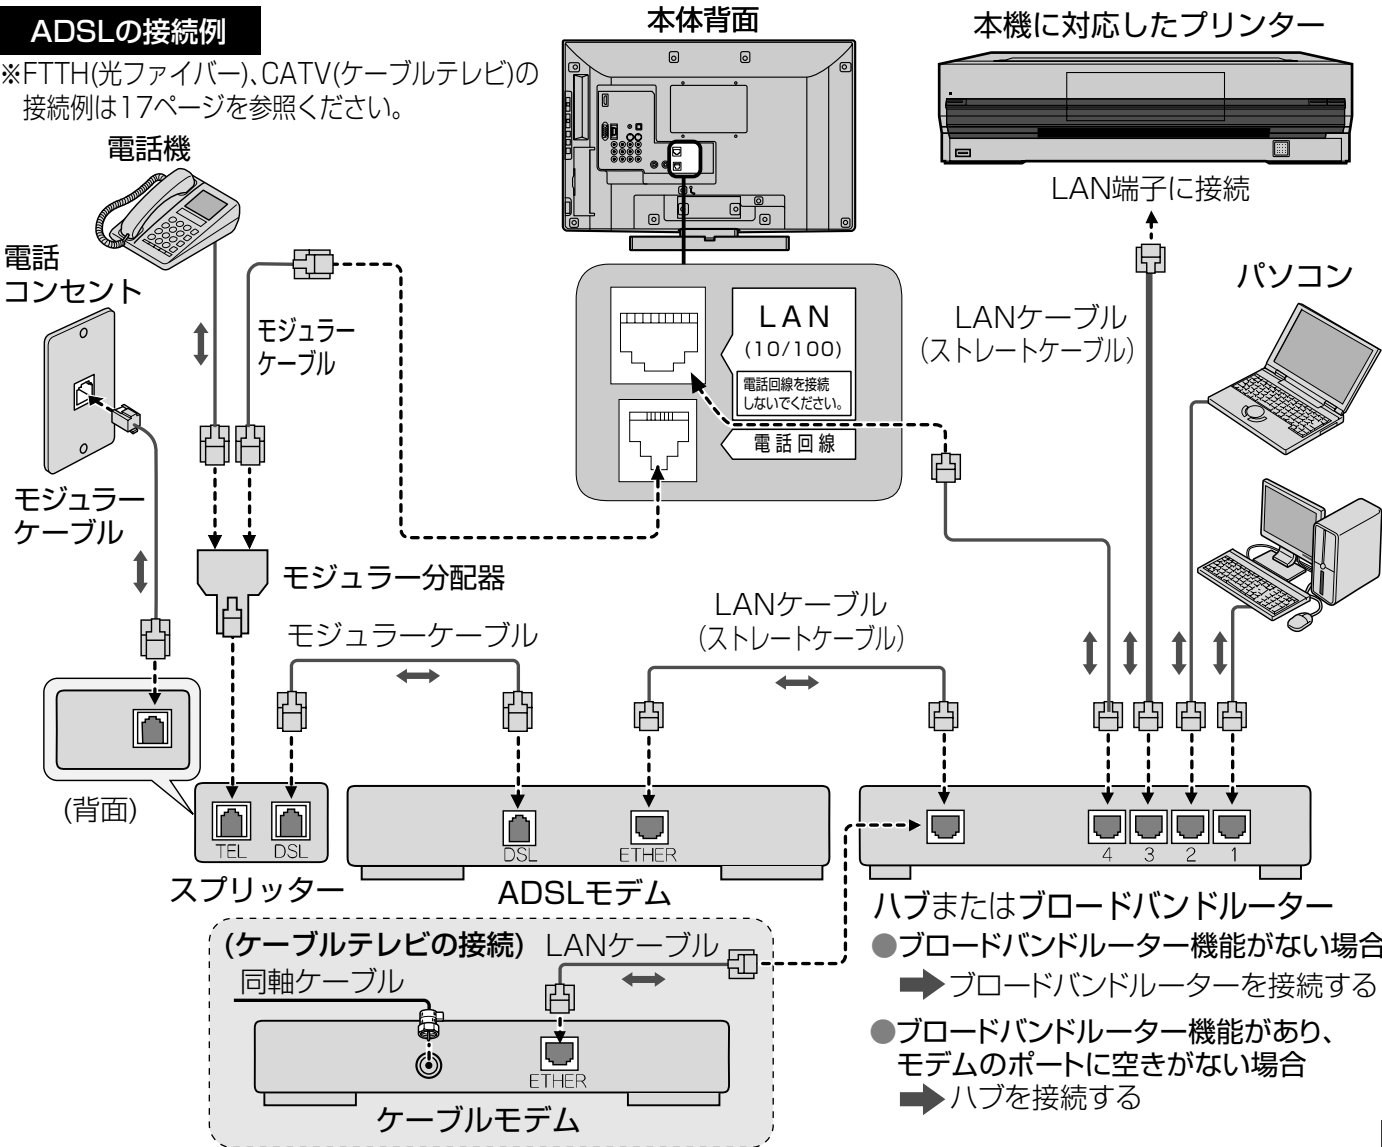 ADSLの接続例
※FTTH(光ファイバー)、CATV(ケーブルテレビ)の
接続例は17ページを参照ください。
本体背面
本機に対応したプリンター
電話機
LAN端子に接続
電話
コンセント
モジュラー
ケーブル
LAN
(10/100)
電話回線を接続
しないでください。
電話回線
LANケーブル
(ストレートケーブル)
パソコン
モジュラー
ケーブル
モジュラー分配器
モジュラーケーブル
LANケーブル
(ストレートケーブル)
(背面)
TEL
DSL
スプリッター
DSL
ETHER
ADSLモデム
4
3
2
1
ハブまたはブロードバンドルーター
●ブロードバンドルーター機能がない場合
➡ブロードバンドルーターを接続する
●ブロードバンドルーター機能があり、
モデムのポートに空きがない場合
➡ハブを接続する
(ケーブルテレビの接続)
LANケーブル
同軸ケーブル
ETHER
ケーブルモデム